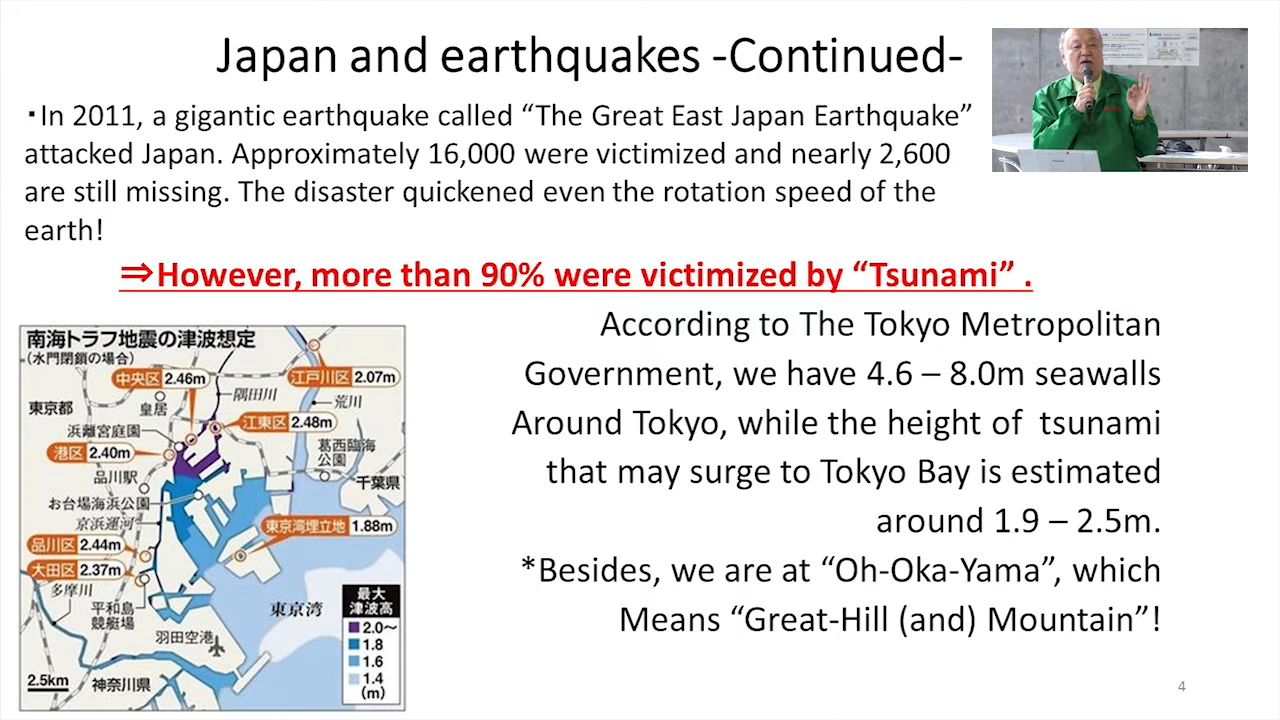 Japan and earthquakes -Continued-
・In 2011, a gigantic earthquake called “The Great East Japan Earthquake”
attacked Japan. Approximately 16,000 were victimized and nearly 2,600
are still missing. The disaster quickened even the rotation speed of the
earth!
⇒However, more than 90% were victimized by “Tsunami” .
According to The Tokyo Metropolitan
Government, we have 4.6 – 8.0m seawalls
Around Tokyo, while the height of tsunami
that may surge to Tokyo Bay is estimated
around 1.9 – 2.5m.
*Besides, we are at “Oh-Oka-Yama”, which
Means “Great-Hill (and) Mountain”!
南海トラフ地震の津波想定
(水門閉鎖の場合)
中央区 2.46m
江戸川区 2.07m
隅田川
荒川
東京都
皇居
江東区 2.48m
浜離宮庭園
港区 2.40m
葛西臨海
公園
品川駅
千葉県
お台場海浜公園
京浜運河
東京湾埋立地 1.88m
品川区 2.44m
大田区 2.37m
多摩川
平和島
競艇場
東京湾
羽田空港
神奈川県
2.5km
最大
津波高
2.0〜
1.8
1.6
1.4
(m)
4